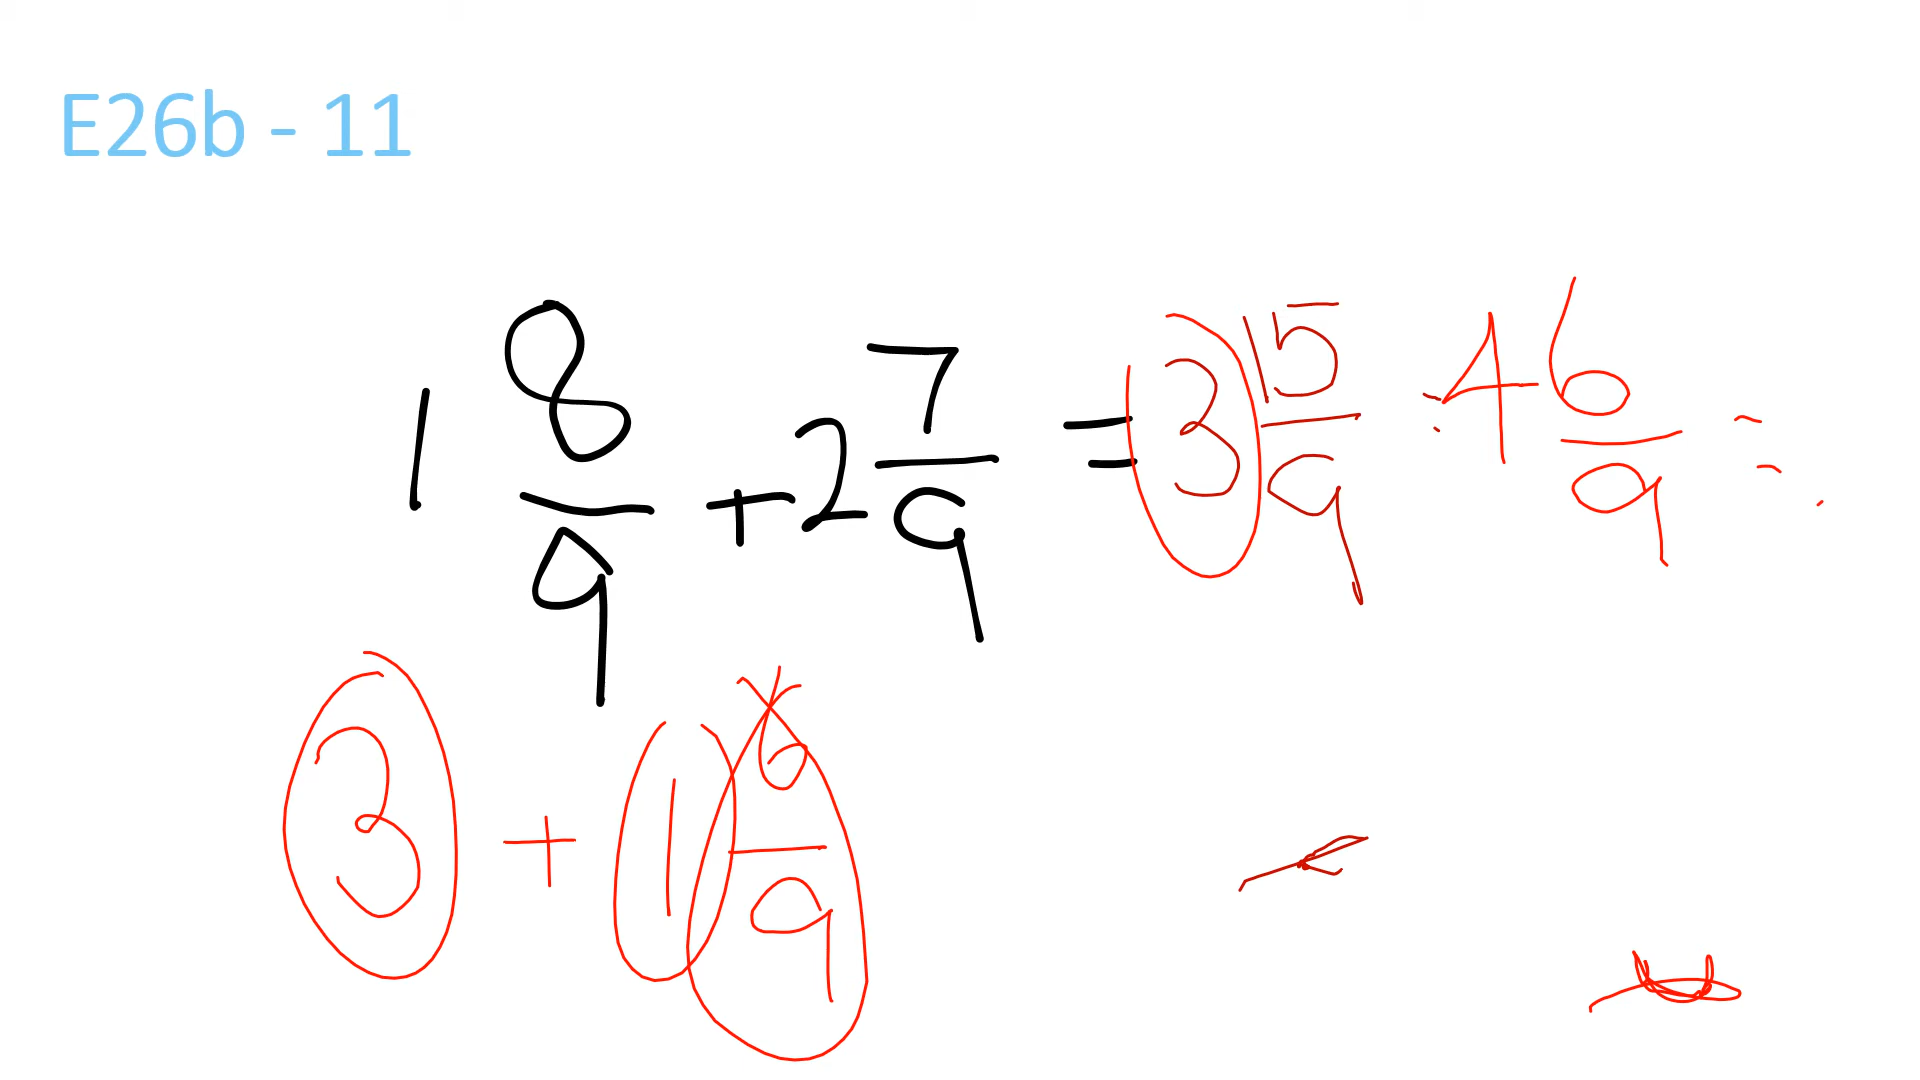 E26b - 11
1 8/9 + 2 7/9 = 3 15/9 = 4 6/9 =
3 + 1 6/9